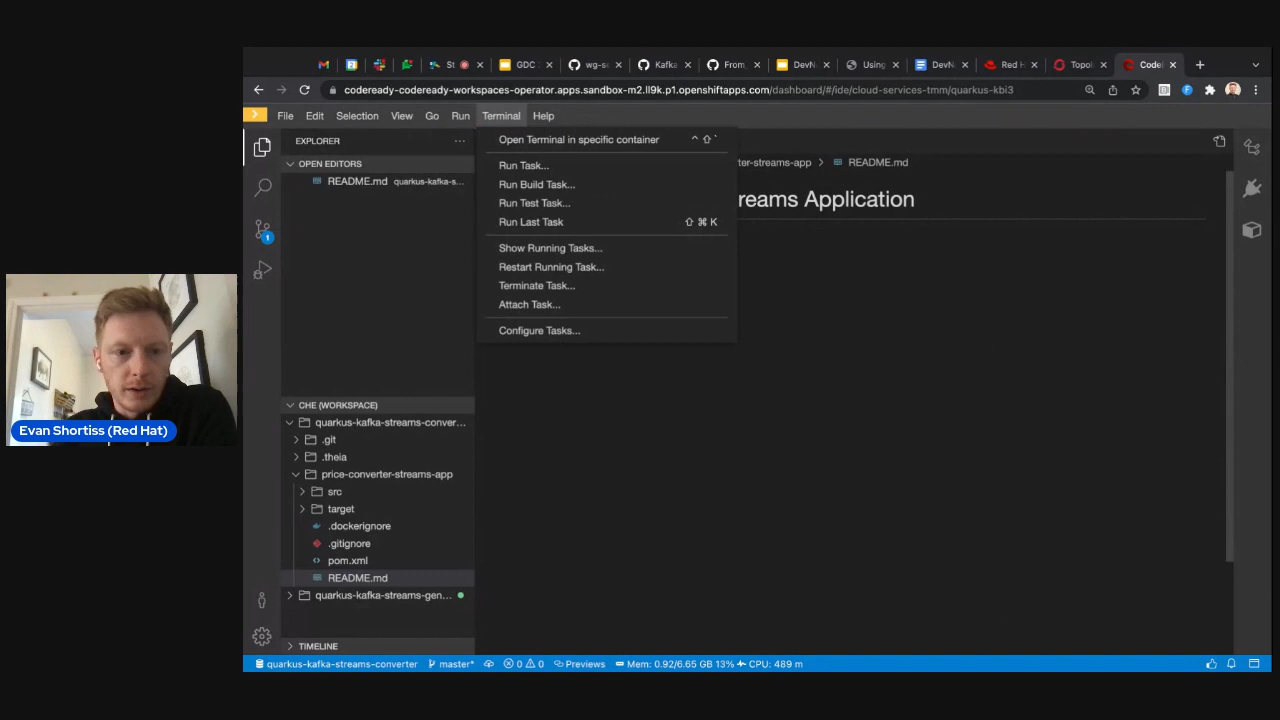 St
GDC
wg-se
Kafka
From
DevN
Using
DevN
Red H
Topol
Codel
codeready-codeready-workspaces-operator.apps.sandbox-m2.ll9k.p1.openshiftapps.com/dashboard/#/ide/cloud-services-tmm/quarkus-kbi3
File Edit Selection View Go Run Terminal Help
EXPLORER
OPEN EDITORS
README.md quarkus-kafka-s...
Open Terminal in specific container ⌃ ⇧ `
Run Task...
Run Build Task...
Run Test Task...
Run Last Task ⇧ ⌘ K
Show Running Tasks...
Restart Running Task...
Terminate Task...
Attach Task...
Configure Tasks...
ter-streams-app > README.md
reams Application
CHE (WORKSPACE)
quarkus-kafka-streams-conver...
.git
.theia
price-converter-streams-app
src
target
.dockerignore
.gitignore
pom.xml
README.md
quarkus-kafka-streams-gen...
TIMELINE
1
Evan Shortiss (Red Hat)
quarkus-kafka-streams-converter master* 0 0 Previews Mem: 0.92/6.65 GB 13% CPU: 489 m